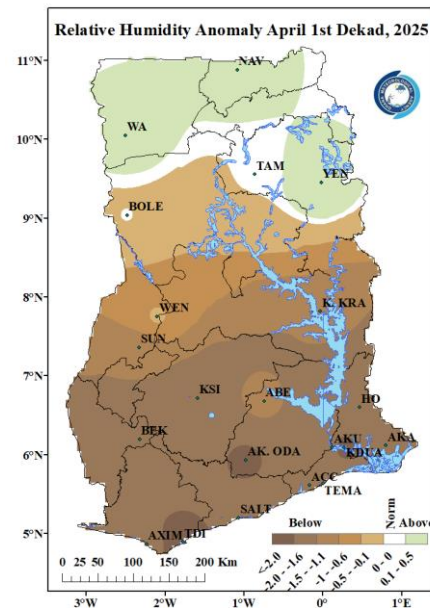 Relative Humidity Anomaly April 1st Dekad, 2025
11°N
NAV
10°N
WA
TAM
YEN
9°N
BOLE
8°N
WEN
K. KRA
SUN
7°N
KSI
ABE
HO
BEK
AKU
AKA
6°N
AK. ODA
KDUA
ACC
TEMA
SALT
5°N
AXIM
TDI
Below
Norm
Above
<-2.0
-2.0 - -1.6
-1.5 - -1.1
-1 - -0.6
-0.5 - -0.1
0 - 0
0.1 - 0.5
0 25 50 100 150 200 Km
3°W 2°W 1°W 0° 1°E